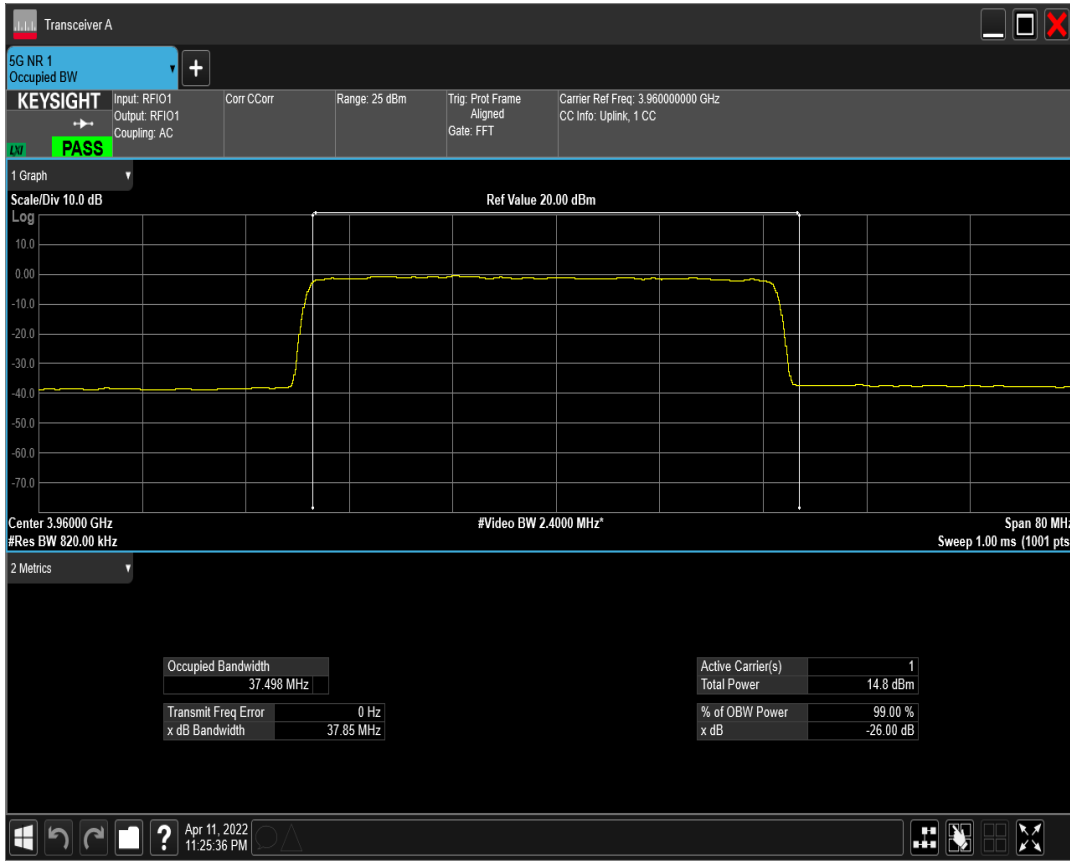 Transceiver A
5G NR 1
Occupied BW
KEYSIGHT
LXI
PASS
Input: RFIO1
Output: RFIO1
Coupling: AC
Corr CCorr
Range: 25 dBm
Trig: Prot Frame
Aligned
Gate: FFT
Carrier Ref Freq: 3.960000000 GHz
CC Info: Uplink, 1 CC
1 Graph
Scale/Div 10.0 dB
Ref Value 20.00 dBm
Log
10.0
0.00
-10.0
-20.0
-30.0
-40.0
-50.0
-60.0
-70.0
Center 3.96000 GHz
#Video BW 2.4000 MHz*
Span 80 MHz
#Res BW 820.00 kHz
Sweep 1.00 ms (1001 pts
2 Metrics
Occupied Bandwidth
37.498 MHz
Transmit Freq Error 0 Hz
x dB Bandwidth 37.85 MHz
Active Carrier(s) 1
Total Power 14.8 dBm
% of OBW Power 99.00 %
x dB -26.00 dB
?
Apr 11, 2022
11:25:36 PM